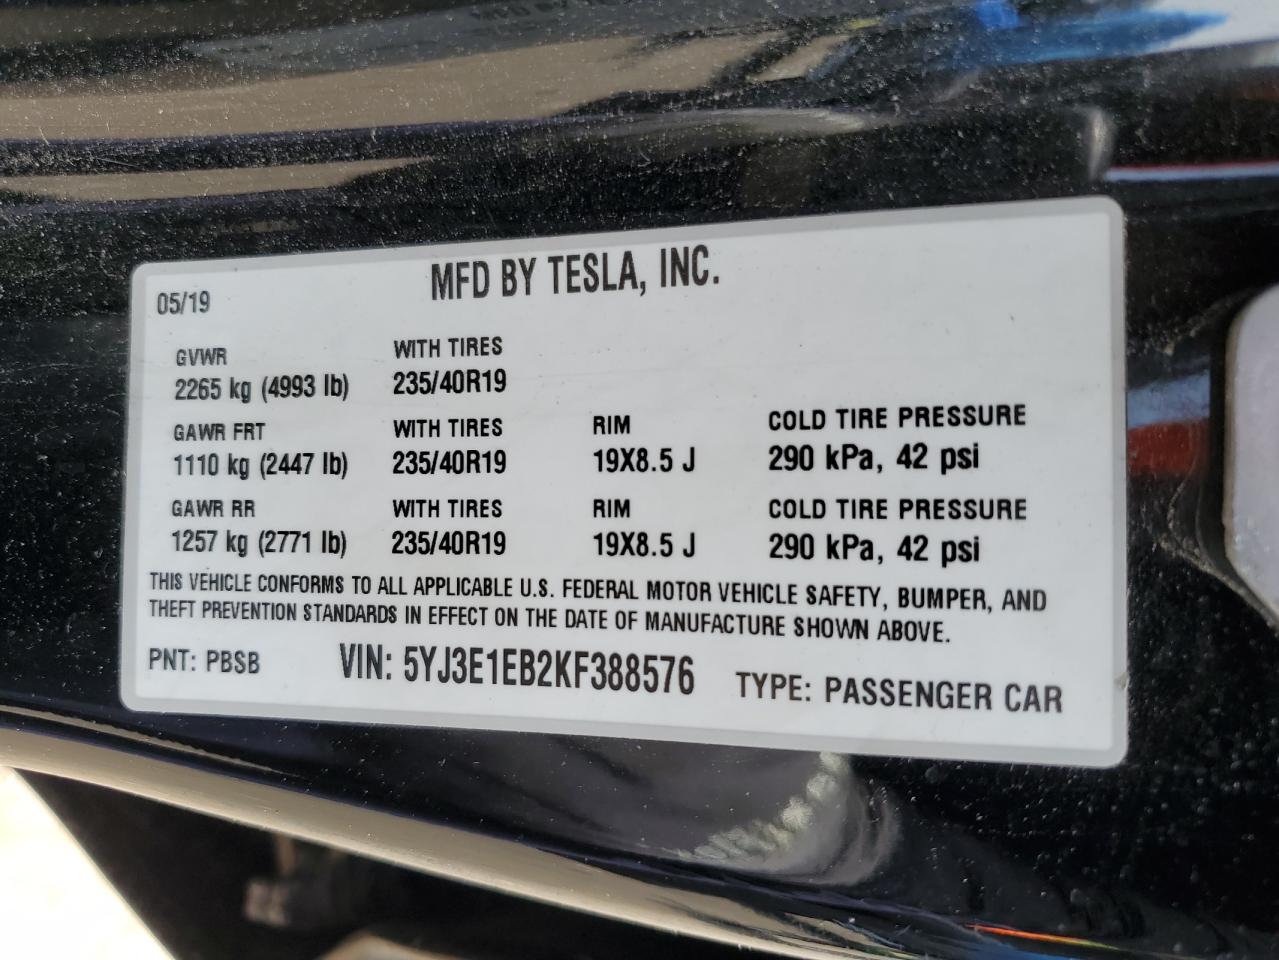 MFD BY TESLA, INC.
05/19
GVWR WITH TIRES
2265 kg (4993 lb) 235/40R19
GAWR FRT WITH TIRES RIM COLD TIRE PRESSURE
1110 kg (2447 lb) 235/40R19 19X8.5 J 290 kPa, 42 psi
GAWR RR WITH TIRES RIM COLD TIRE PRESSURE
1257 kg (2771 lb) 235/40R19 19X8.5 J 290 kPa, 42 psi
THIS VEHICLE CONFORMS TO ALL APPLICABLE U.S. FEDERAL MOTOR VEHICLE SAFETY, BUMPER, AND
THEFT PREVENTION STANDARDS IN EFFECT ON THE DATE OF MANUFACTURE SHOWN ABOVE.
PNT: PBSB VIN: 5YJ3E1EB2KF388576 TYPE: PASSENGER CAR